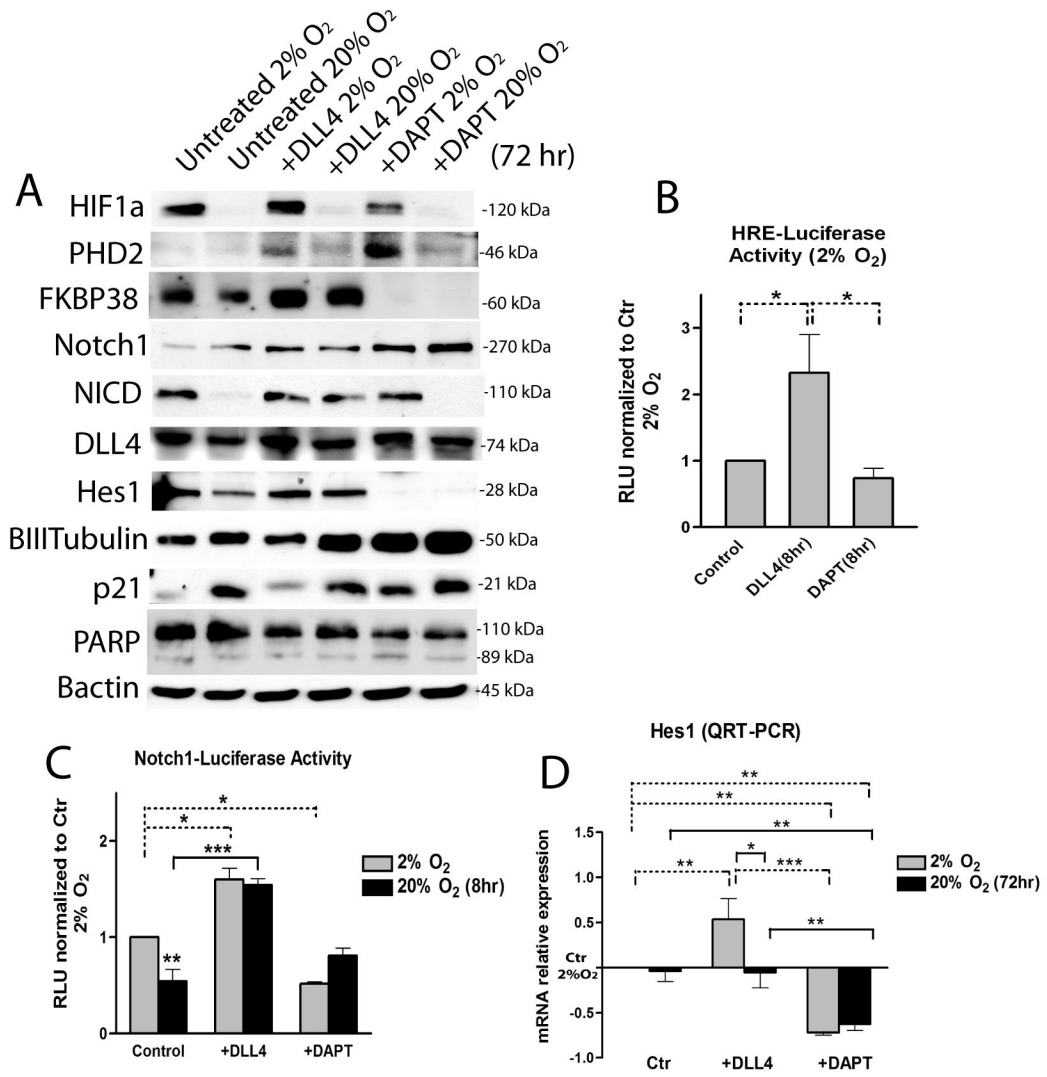 Untreated 2% O2
Untreated 20% O2
+DLL4 2% O2
+DLL4 20% O2
+DAPT 2% O2
+DAPT 20% O2
(72 hr)
A
HIF1a -120 kDa
PHD2 -46 kDa
FKBP38 -60 kDa
Notch1 -270 kDa
NICD -110 kDa
DLL4 -74 kDa
Hes1 -28 kDa
BIIITubulin -50 kDa
p21 -21 kDa
PARP -110 kDa
-89 kDa
Bactin -45 kDa
B
HRE-Luciferase
Activity (2% O2)
* *
RLU normalized to Ctr
2% O2
3
2
1
0
Control
DLL4(8hr)
DAPT(8hr)
C
Notch1-Luciferase Activity
*
*
***
**
RLU normalized to Ctr
2% O2
2
1
0
Control +DLL4 +DAPT
2% O2
20% O2 (8hr)
D
Hes1 (QRT-PCR)
**
**
**
*
** ***
**
mRNA relative expression
1.5
1.0
0.5
Ctr
2%O2
-0.5
-1.0
Ctr +DLL4 +DAPT
2% O2
20% O2 (72hr)